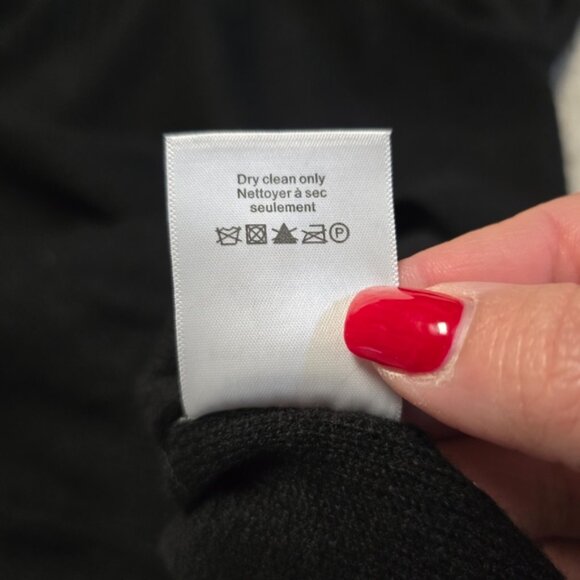 Dry clean only
Nettoyer à sec
seulement
P